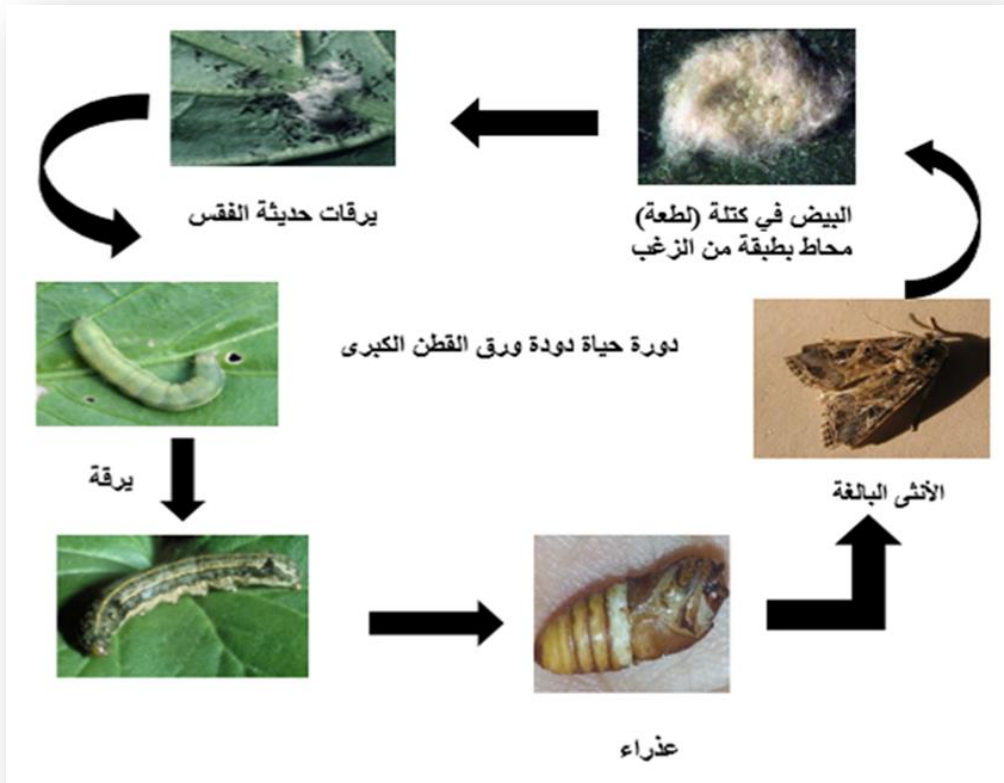 البيض في كتلة (لطعة)
محاط بطبقة من الزغب
يرقات حديثة الفقس
دورة حياة دودة ورق القطن الكبرى
يرقة
الأنثى البالغة
عذراء